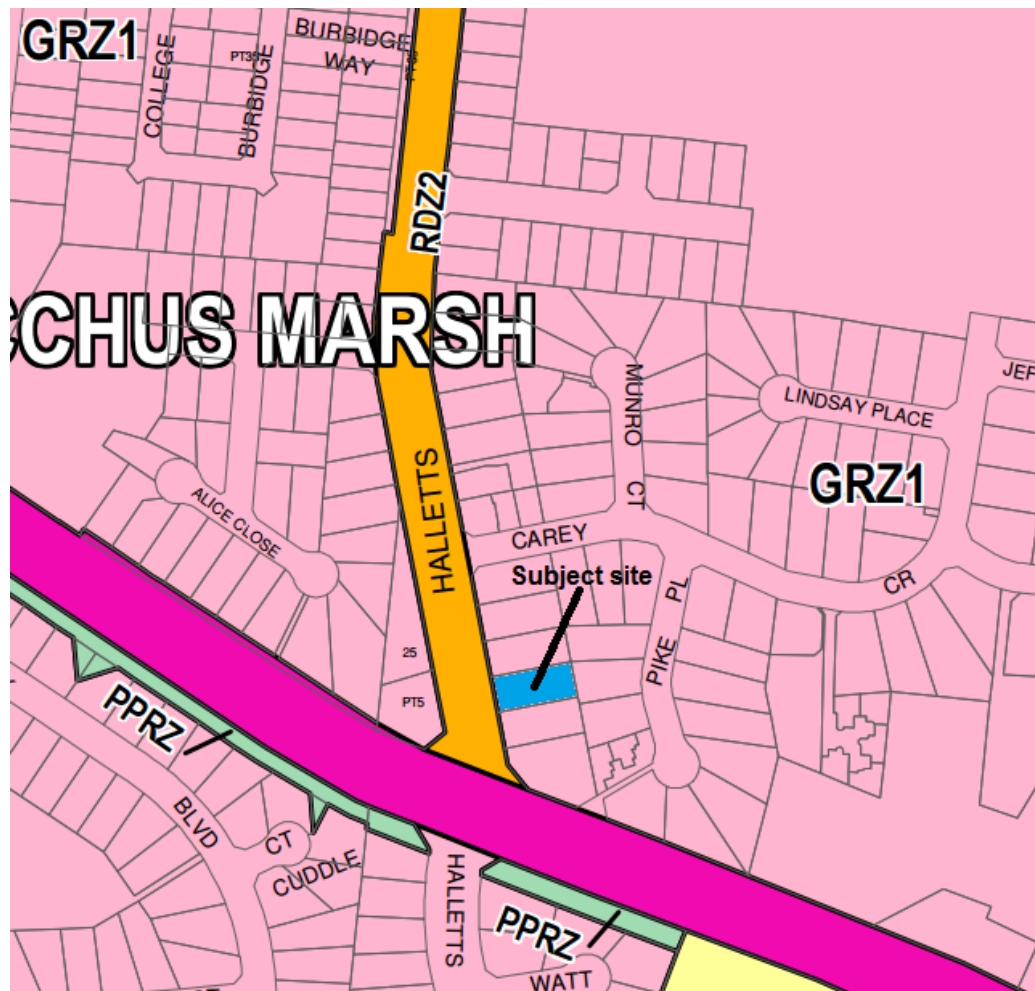 GRZ1
BURBIDGE
WAY
PT35
COLLEGE
BURBIDGE
RDZ2
CCHUS MARSH
MUNRO CT
LINDSAY PLACE
JEF
GRZ1
HALLETTS
ALICE CLOSE
CAREY
CR
Subject site
PIKE PL
25
PT5
PPRZ
BLVD
CT
CUDDLE
HALLETTS
PPRZ
WATT